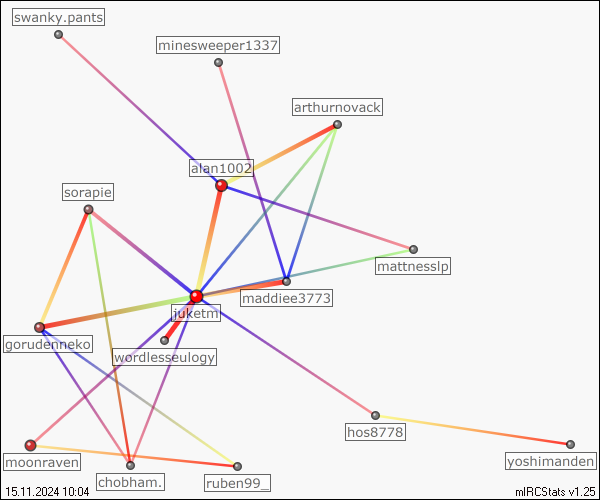 swanky.pants
minesweeper1337
arthurnovack
alan1002
sorapie
mattnesslp
maddiee3773
juketm
gorudenneko
wordlesseulogy
hos8778
yoshimanden
moonraven
chobham.
ruben99_
15.11.2024 10:04
mIRCStats v1.25